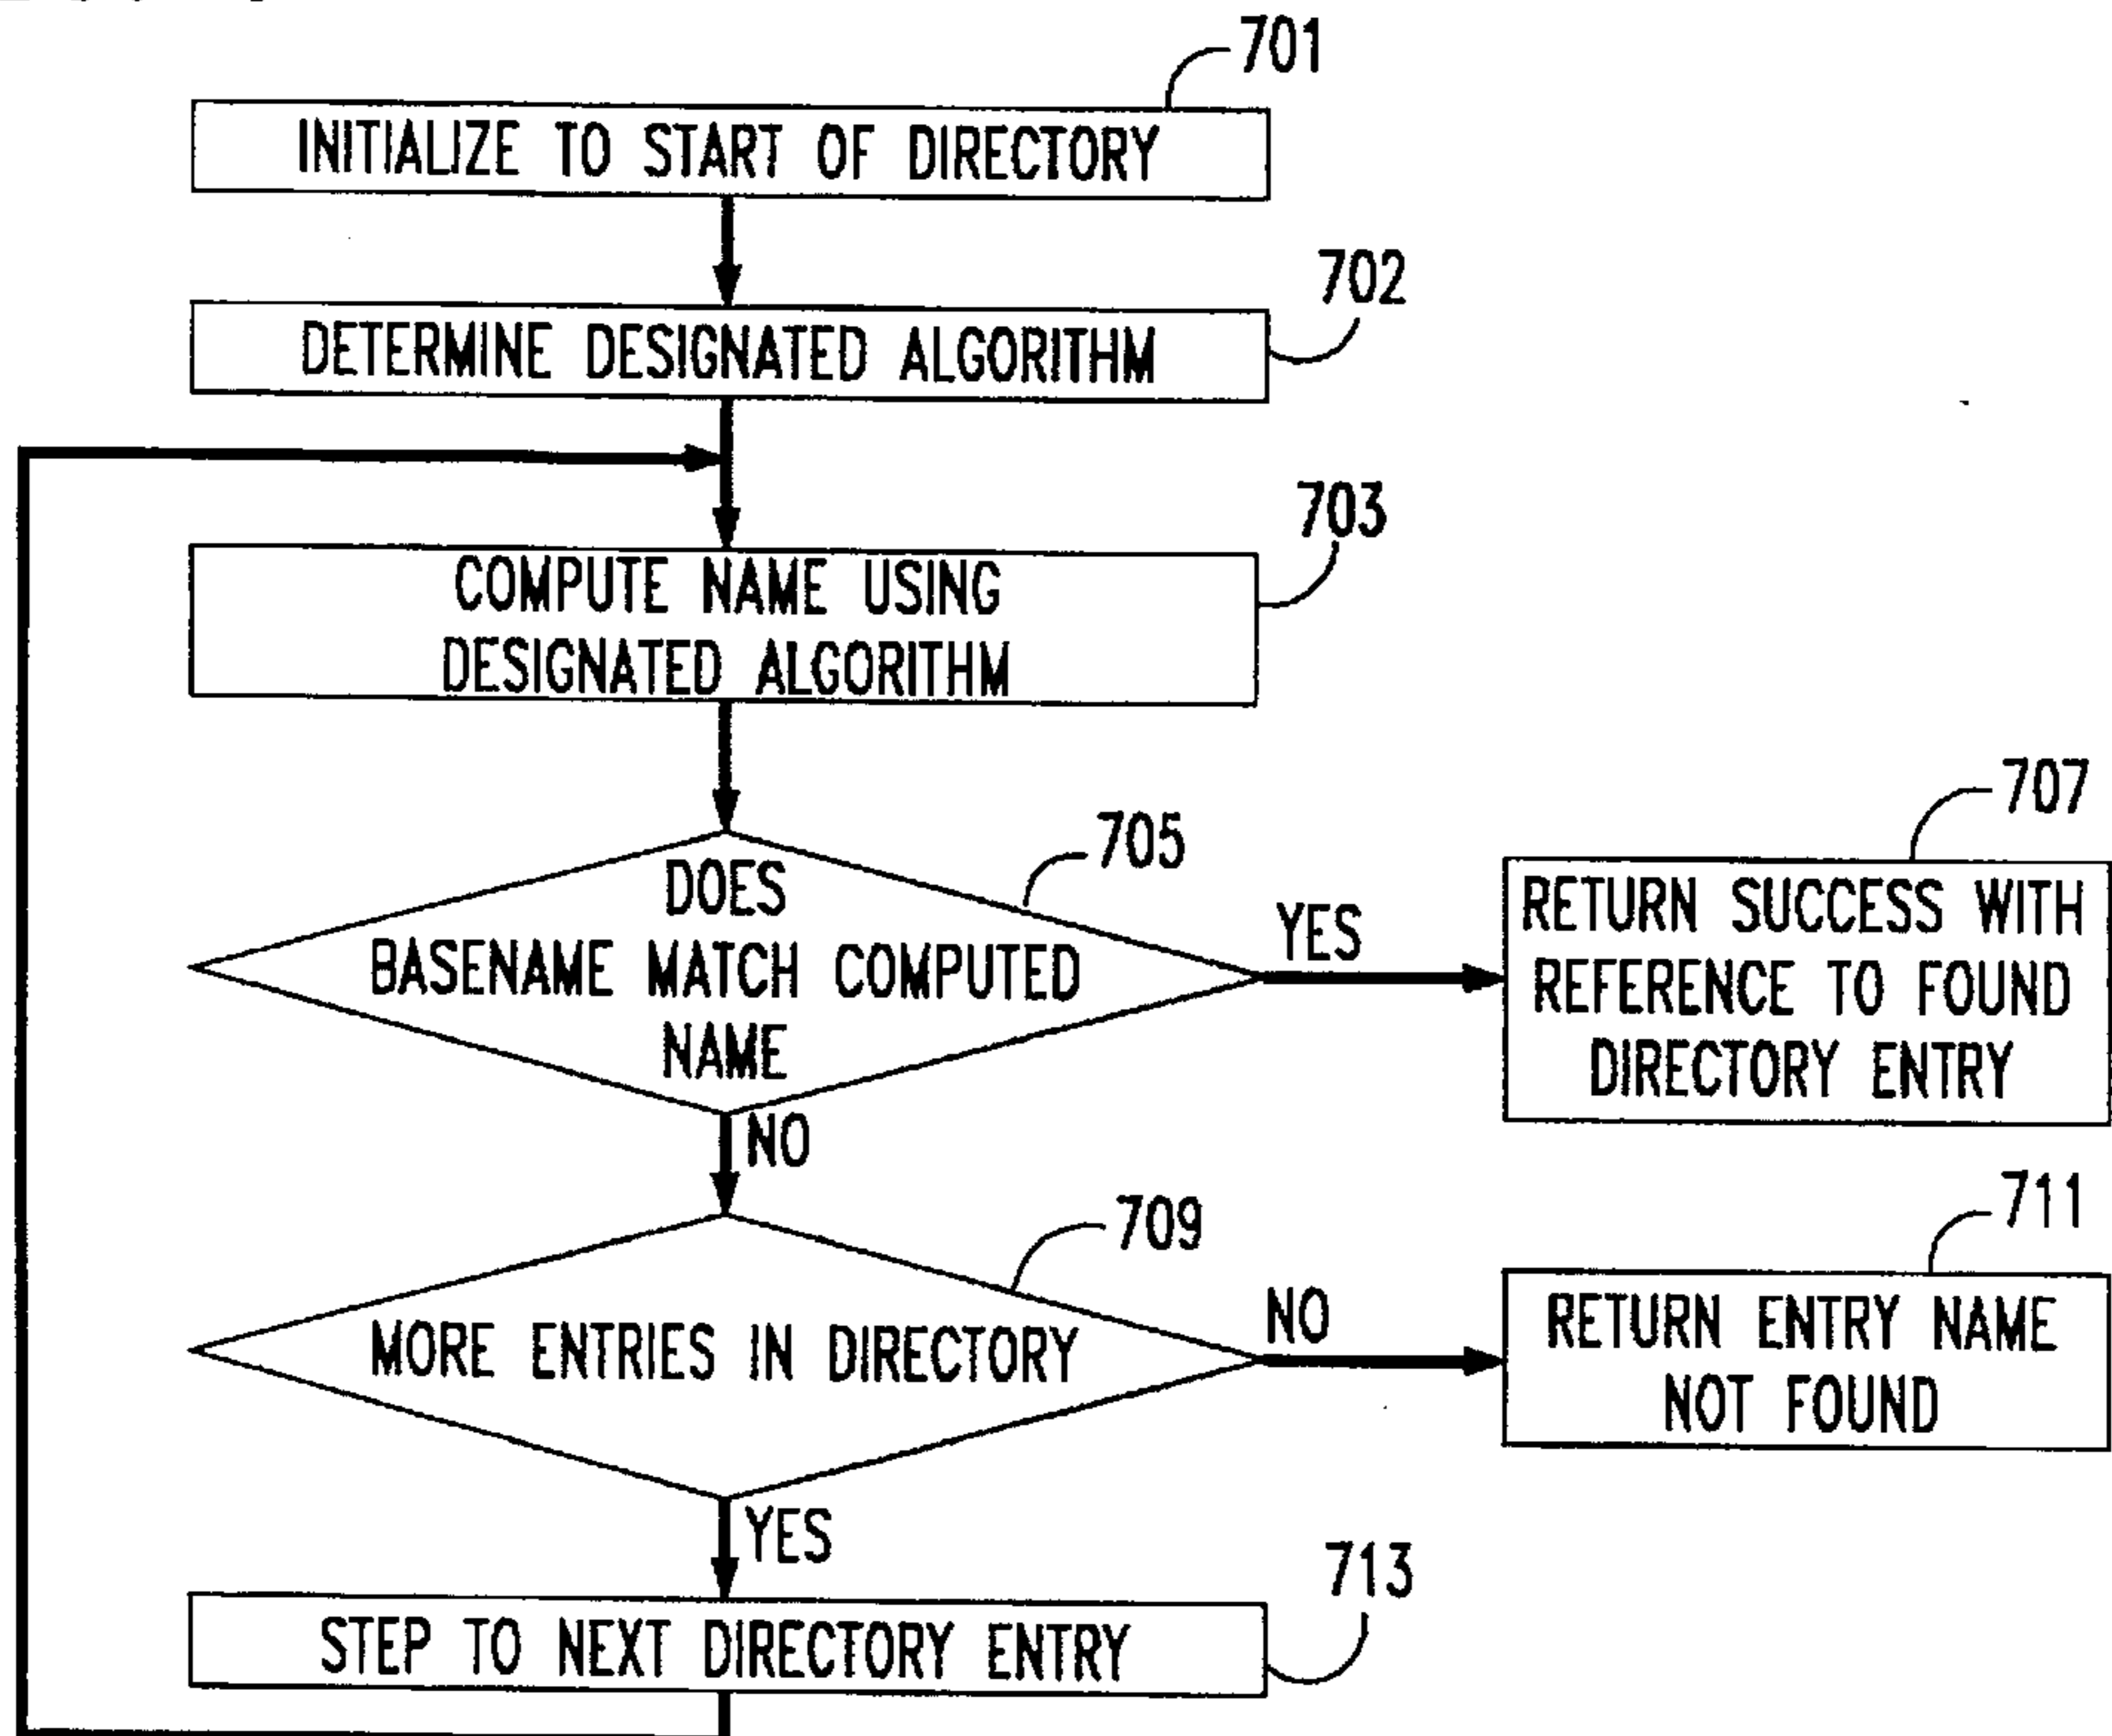 701
INITIALIZE TO START OF DIRECTORY
702
DETERMINE DESIGNATED ALGORITHM
703
COMPUTE NAME USING
DESIGNATED ALGORITHM
705
DOES
BASENAME MATCH COMPUTED
NAME
YES
707
RETURN SUCCESS WITH
REFERENCE TO FOUND
DIRECTORY ENTRY
NO
709
MORE ENTRIES IN DIRECTORY
NO
711
RETURN ENTRY NAME
NOT FOUND
YES
713
STEP TO NEXT DIRECTORY ENTRY